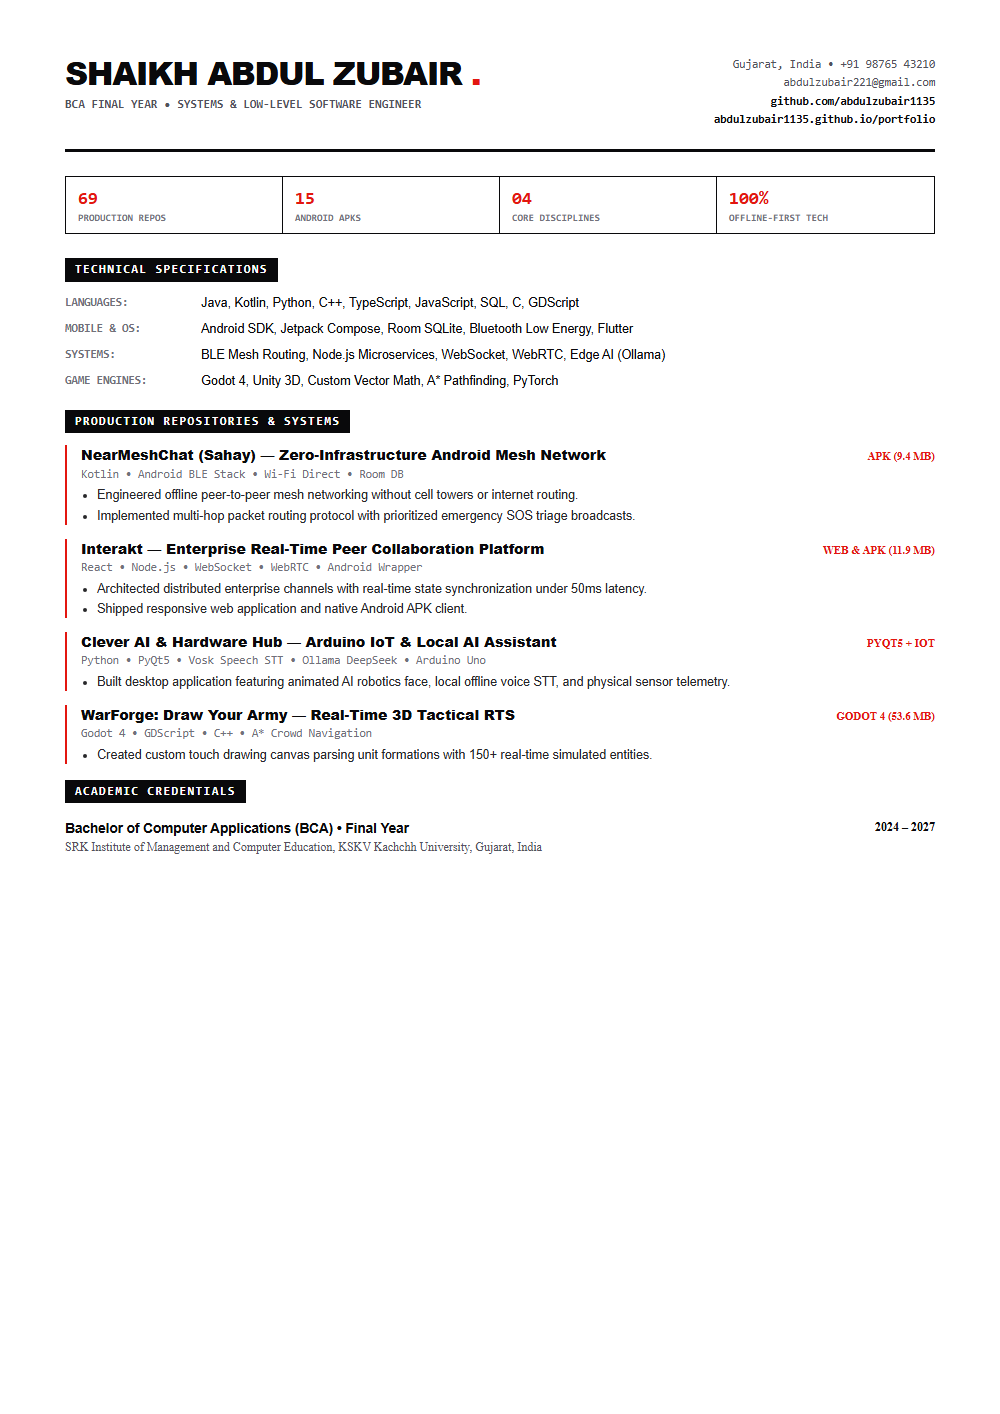 SHAIKH ABDUL ZUBAIR .
BCA FINAL YEAR • SYSTEMS & LOW-LEVEL SOFTWARE ENGINEER
Gujarat, India • +91 98765 43210
abdulzubair221@gmail.com
github.com/abdulzubair1135
abdulzubair1135.github.io/portfolio
69
PRODUCTION REPOS
15
ANDROID APKS
04
CORE DISCIPLINES
100%
OFFLINE-FIRST TECH
TECHNICAL SPECIFICATIONS
LANGUAGES: Java, Kotlin, Python, C++, TypeScript, JavaScript, SQL, C, GDScript
MOBILE & OS: Android SDK, Jetpack Compose, Room SQLite, Bluetooth Low Energy, Flutter
SYSTEMS: BLE Mesh Routing, Node.js Microservices, WebSocket, WebRTC, Edge AI (Ollama)
GAME ENGINES: Godot 4, Unity 3D, Custom Vector Math, A* Pathfinding, PyTorch
PRODUCTION REPOSITORIES & SYSTEMS
NearMeshChat (Sahay) — Zero-Infrastructure Android Mesh Network APK (9.4 MB)
Kotlin • Android BLE Stack • Wi-Fi Direct • Room DB
• Engineered offline peer-to-peer mesh networking without cell towers or internet routing.
• Implemented multi-hop packet routing protocol with prioritized emergency SOS triage broadcasts.
Interakt — Enterprise Real-Time Peer Collaboration Platform WEB & APK (11.9 MB)
React • Node.js • WebSocket • WebRTC • Android Wrapper
• Architected distributed enterprise channels with real-time state synchronization under 50ms latency.
• Shipped responsive web application and native Android APK client.
Clever AI & Hardware Hub — Arduino IoT & Local AI Assistant PYQT5 + IOT
Python • PyQt5 • Vosk Speech STT • Ollama DeepSeek • Arduino Uno
• Built desktop application featuring animated AI robotics face, local offline voice STT, and physical sensor telemetry.
WarForge: Draw Your Army — Real-Time 3D Tactical RTS GODOT 4 (53.6 MB)
Godot 4 • GDScript • C++ • A* Crowd Navigation
• Created custom touch drawing canvas parsing unit formations with 150+ real-time simulated entities.
ACADEMIC CREDENTIALS
Bachelor of Computer Applications (BCA) • Final Year 2024 – 2027
SRK Institute of Management and Computer Education, KSKV Kachchh University, Gujarat, India